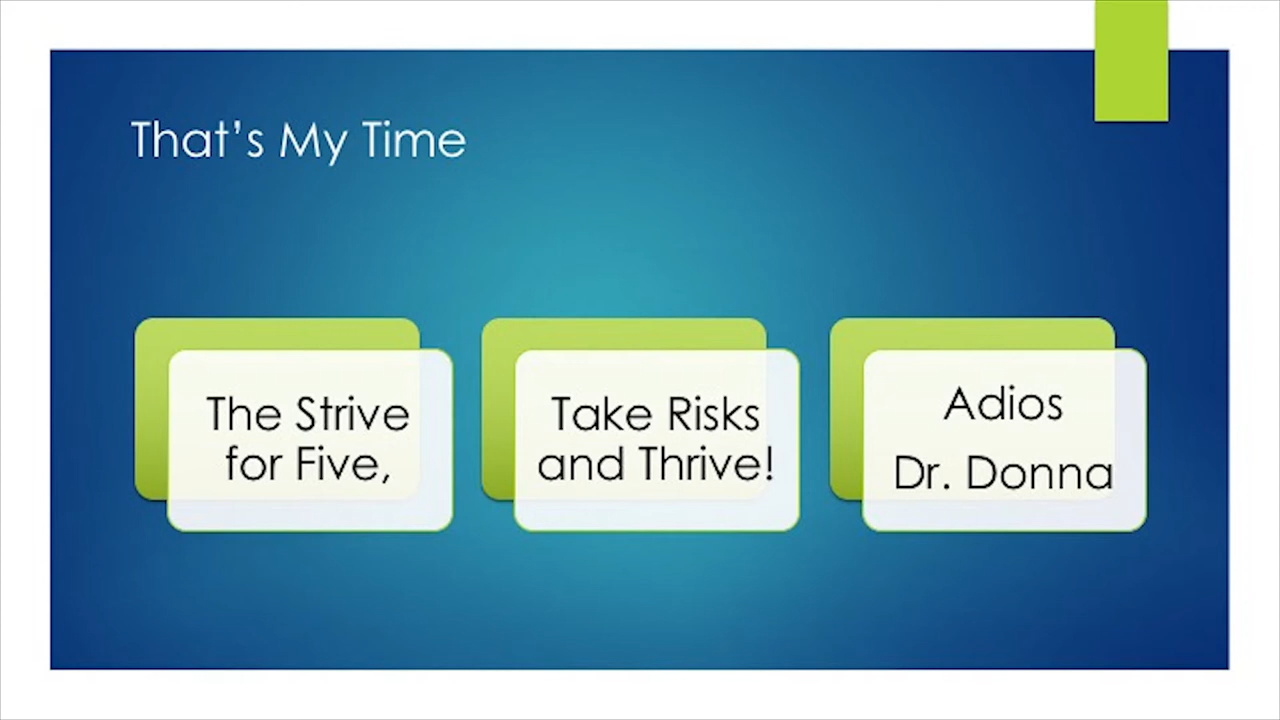 That’s My Time
The Strive
for Five,
Take Risks
and Thrive!
Adios
Dr. Donna